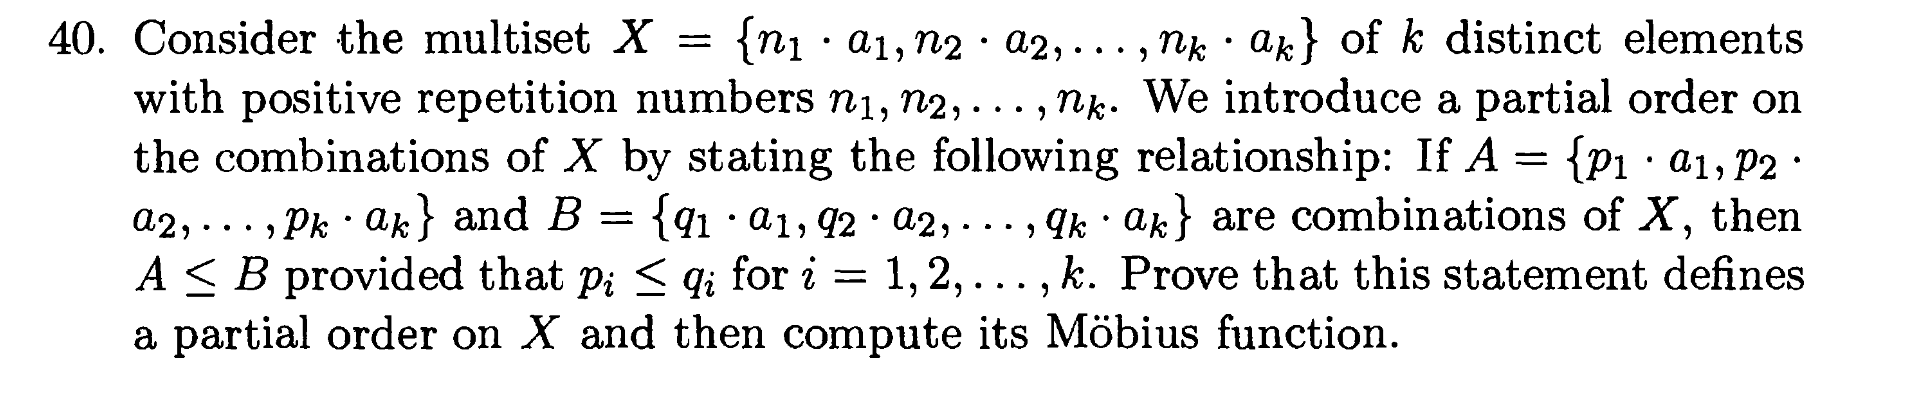 40. Consider the multiset X = {n₁ · a₁, n₂ · a₂, . . . , nₖ · aₖ} of k distinct elements
with positive repetition numbers n₁, n₂, . . . , nₖ. We introduce a partial order on
the combinations of X by stating the following relationship: If A = {p₁ · a₁, p₂ ·
a₂, . . . , pₖ · aₖ} and B = {q₁ · a₁, q₂ · a₂, . . . , qₖ · aₖ} are combinations of X, then
A ≤ B provided that pᵢ ≤ qᵢ for i = 1, 2, . . . , k. Prove that this statement defines
a partial order on X and then compute its Möbius function.